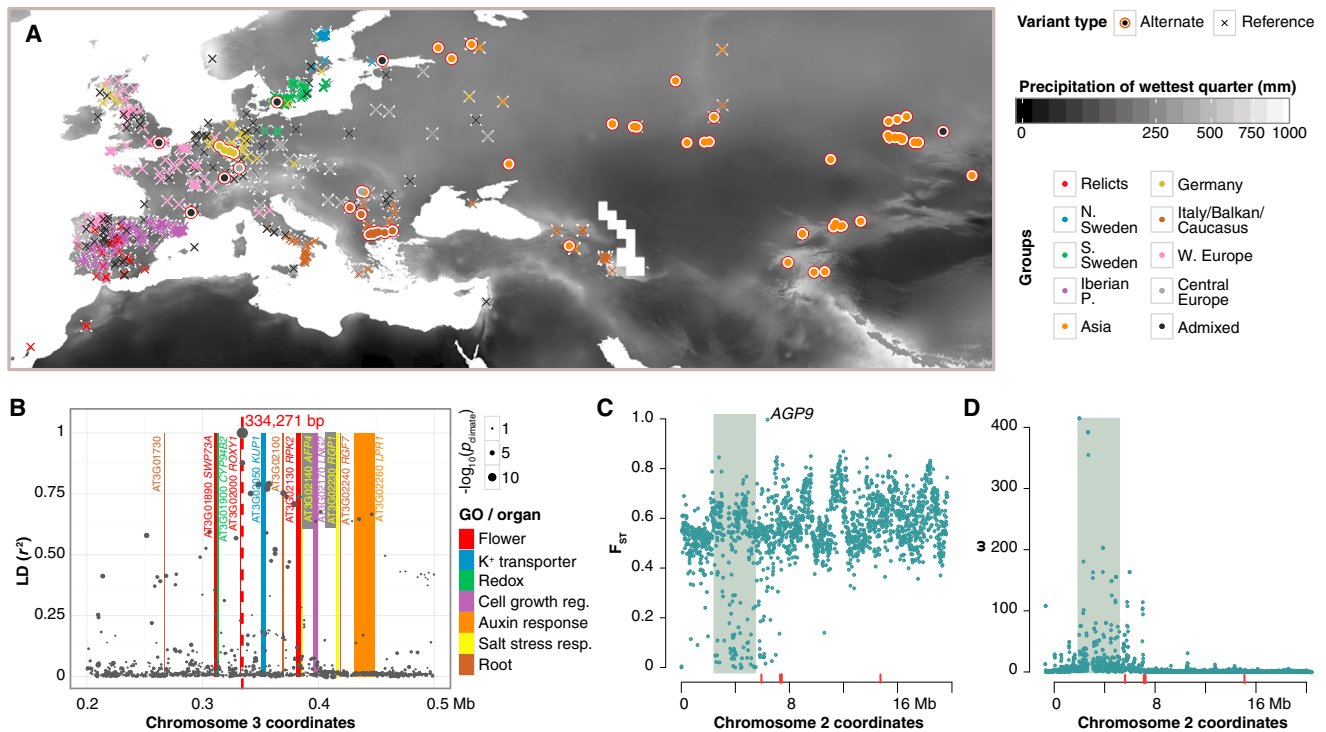 A
Variant type
Alternate
Reference
Precipitation of wettest quarter (mm)
0
250
500
750
1000
Groups
Relicts
N. Sweden
S. Sweden
Iberian P.
Asia
Germany
Italy/Balkan/
Caucasus
W. Europe
Central
Europe
Admixed
B
334,271 bp
LD (r²)
1
0.75
0.50
0.25
0
AT3G01730
AT3G01890 SWP73A
AT3G01900 CYP94B2
AT3G02000 ROXY1
AT3G02050 KUP1
AT3G02100
AT3G02130 RPK2
AT3G02140 AFP4
AT3G02170 LNG2
AT3G02230 RGP1
AT3G02240 RGF7
AT3G02260 LPR1
0.2
0.3
0.4
0.5 Mb
Chromosome 3 coordinates
-log₁₀(p climate)
1
5
10
GO / organ
Flower
K⁺ transporter
Redox
Cell growth reg.
Auxin response
Salt stress resp.
Root
C
AGP9
F ST
1.0
0.8
0.6
0.4
0.2
0
0
8
16 Mb
Chromosome 2 coordinates
D
ω
400
300
200
100
0
0
8
16 Mb
Chromosome 2 coordinates